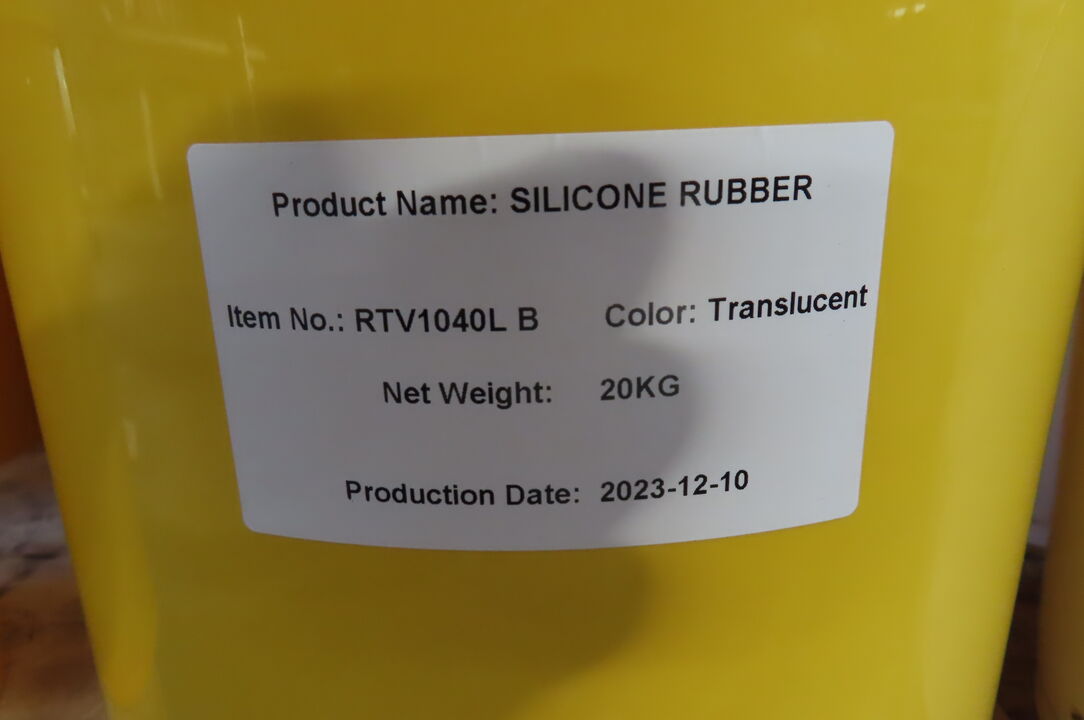 Product Name: SILICONE RUBBER
Item No.: RTV1040L B Color: Translucent
Net Weight: 20KG
Production Date: 2023-12-10